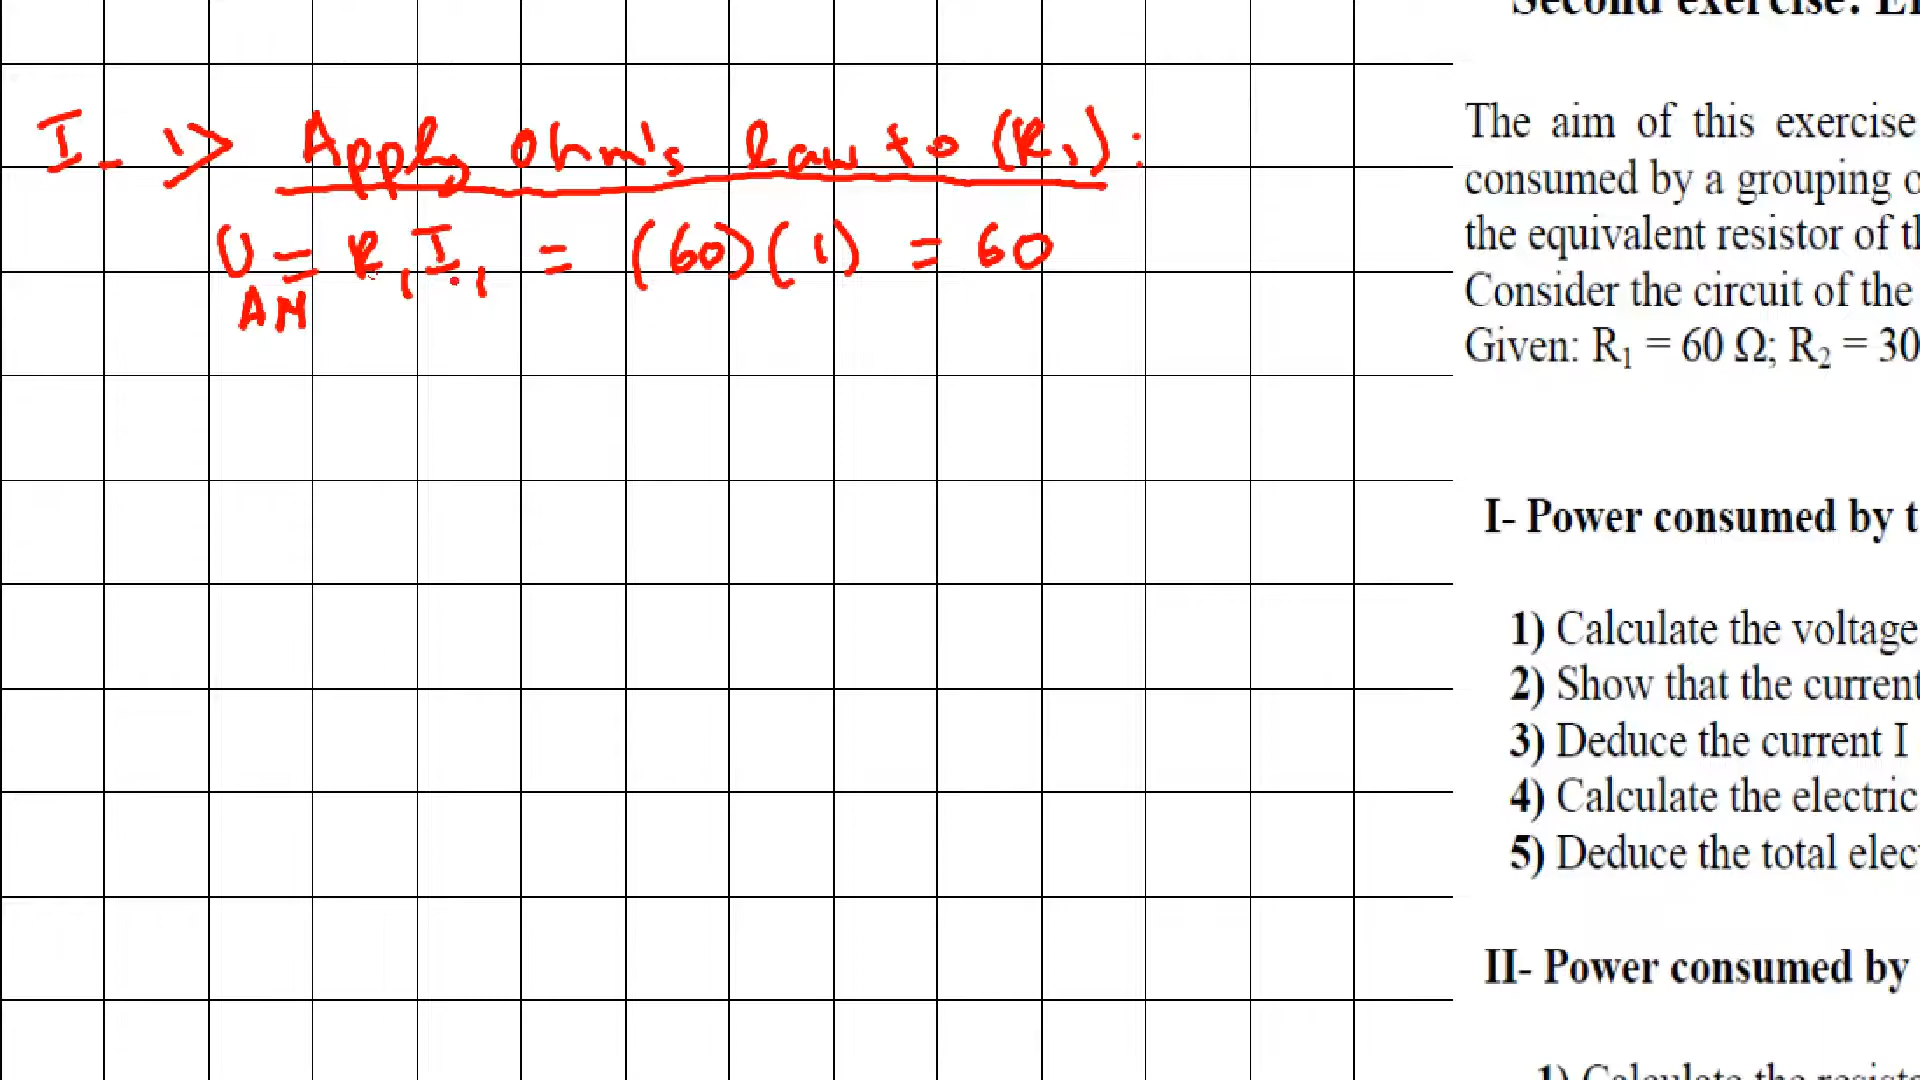 I- 1> Apply Ohm's law to (R₁):
U = R₁ I₁ = (60)(1) = 60
AM
Second exercise:
The aim of this exercise
consumed by a grouping
the equivalent resistor of
Consider the circuit of the
Given: R₁ = 60 Ω; R₂ = 30
I- Power consumed by
1) Calculate the voltage
2) Show that the current
3) Deduce the current I
4) Calculate the electric
5) Deduce the total
II- Power consumed by
1) Calculate the